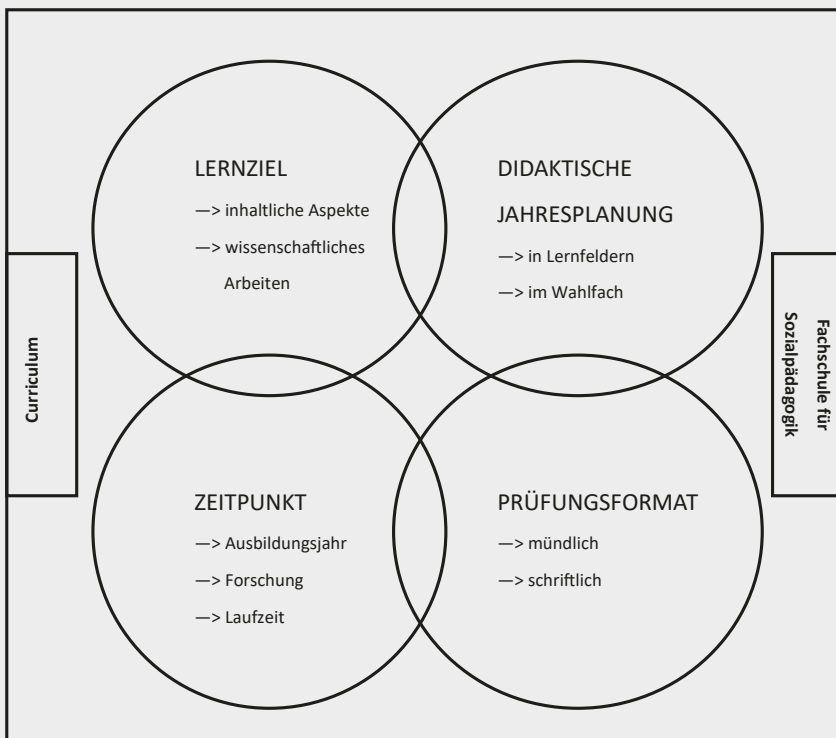 LERNZIEL
—> inhaltliche Aspekte
—> wissenschaftliches
Arbeiten
DIDAKTISCHE
JAHRESPLANUNG
—> in Lernfeldern
—> im Wahlfach
Curriculum
Fachschule für
Sozialpädagogik
ZEITPUNKT
—> Ausbildungsjahr
—> Forschung
—> Laufzeit
PRÜFUNGSFORMAT
—> mündlich
—> schriftlich